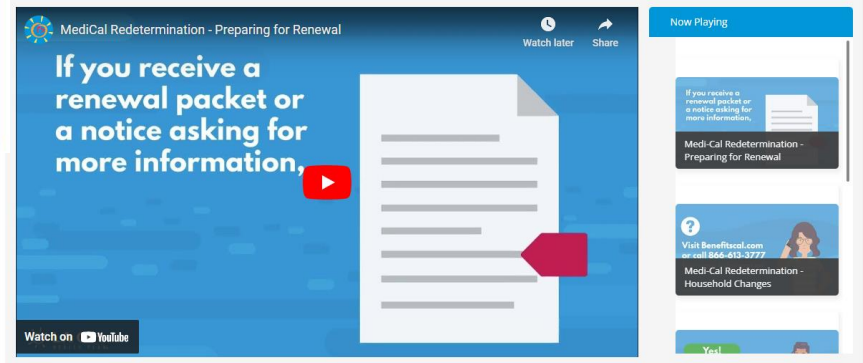 MediCal Redetermination - Preparing for Renewal
Watch later
Share
If you receive a
renewal packet or
a notice asking for
more information,
Watch on YouTube
Now Playing
If you receive a
renewal packet or
a notice asking for
more information,
Medi-Cal Redetermination -
Preparing for Renewal
?
Visit Benefitscal.com
or call 866-613-3777
Medi-Cal Redetermination -
Household Changes
Yes!